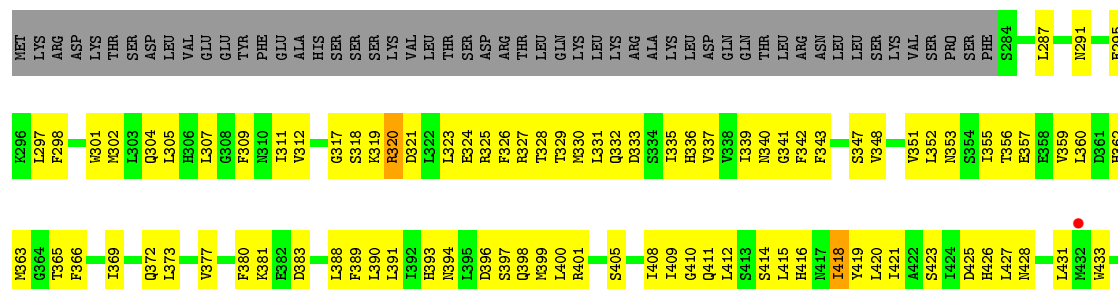 MET LYS ARG ASP LYS THR SER ASP LEU VAL GLU GLU TYR PHE GLU ALA HIS SER SER SER LYS VAL LEU THR SER ASP ARG THR LEU GLN LYS LEU LYS ARG ALA LYS LEU ASP GLN GLN THR LEU ARG ASN LEU LEU SER LYS VAL SER PRO SER PHE S284 L287 N291
K296 L297 F298 W301 M302 L303 Q304 L305 H306 L307 G308 F309 N310 I311 V312 G317 S318 K319 R320 D321 L322 L323 E324 R325 F326 R327 T328 T329 M330 L331 Q332 D333 S334 I335 H336 V337 V338 I339 N340 G341 F342 F343 S347 V348 V351 L352 N353 S354 I355 T356 E357 E358 V359 L360 D361 H362
M363 G364 T365 F366 I369 Q372 L373 V377 F380 K381 E382 D383 L388 F389 L390 L391 I392 H393 N394 L395 D396 S397 Q398 M399 L400 R401 S405 I408 I409 G410 Q411 L412 S413 S414 L415 H416 N417 I418 Y419 L420 I421 A422 S423 I424 D425 H426 L427 N428 L431 M432 W433